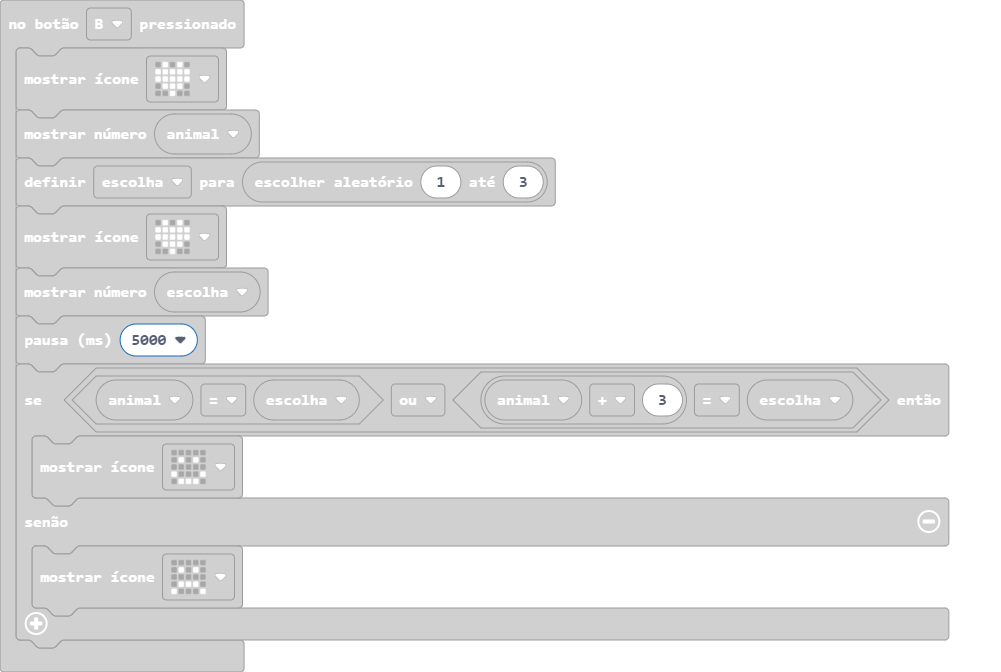 no botão B pressionado
mostrar ícone
mostrar número animal
definir escolha para escolher aleatório 1 até 3
mostrar ícone
mostrar número escolha
pausa (ms) 5000
se animal = escolha ou animal + 3 = escolha então
mostrar ícone
senão
mostrar ícone